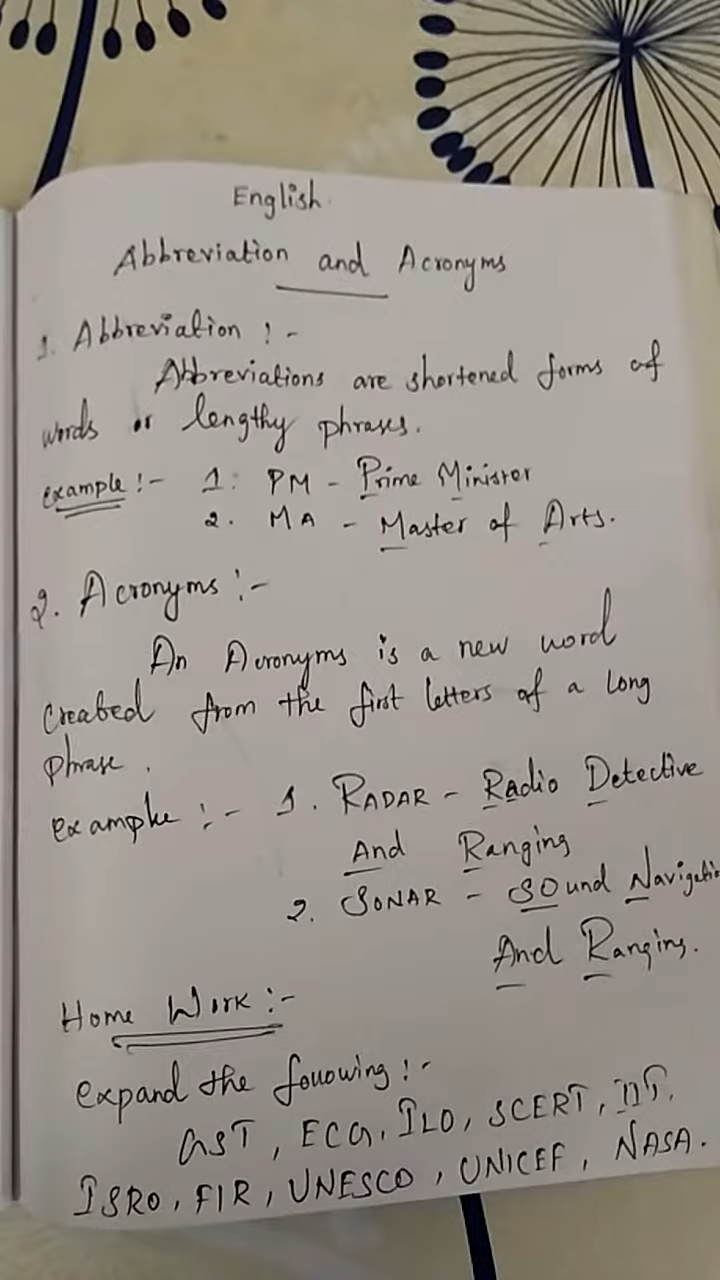 English
Abbreviation and Acronyms
1. Abbreviation :-
Abbreviations are shortened forms of
words or lengthy phrases.
example :- 1. PM - Prime Minister
2. MA - Master of Arts.
2. Acronyms :-
An Acronyms is a new word
Created from the first letters of a long
phrase.
example :- 1. RADAR - Radio Detective
And Ranging
2. SONAR - SOund Navigatio
And Ranging.
Home Work :-
Expand the following :-
GST, ECG, ILO, SCERT, IIT,
ISRO, FIR, UNESCO, UNICEF, NASA.